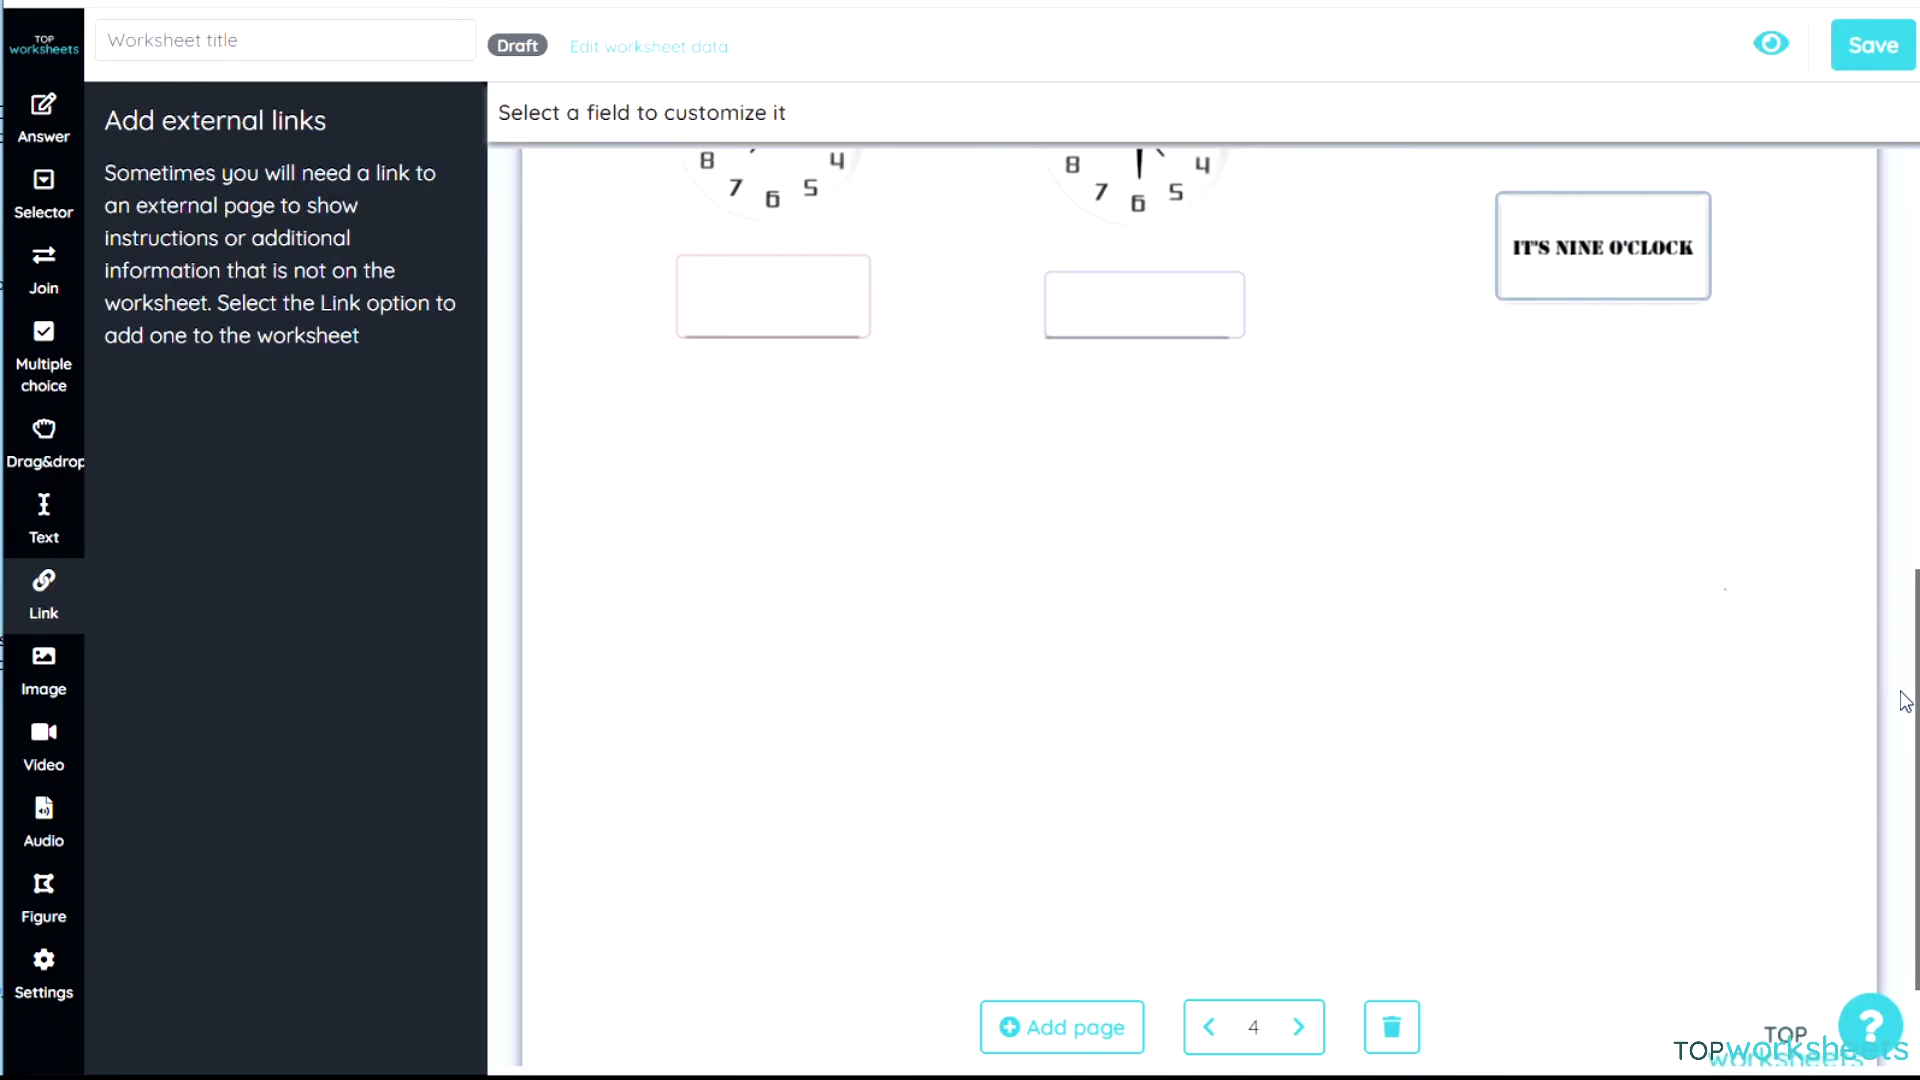 TOP
worksheets
Worksheet title
Draft
Edit worksheet data
Save
Answer
Selector
Join
Multiple
choice
Drag&drop
Text
Link
Image
Video
Audio
Figure
Settings
Add external links
Sometimes you will need a link to
an external page to show
instructions or additional
information that is not on the
worksheet. Select the Link option to
add one to the worksheet
Select a field to customize it
8 4
7 6 5
8 4
7 6 5
IT'S NINE O'CLOCK
Add page
4
?
TOP
worksheets
TOPworksheets